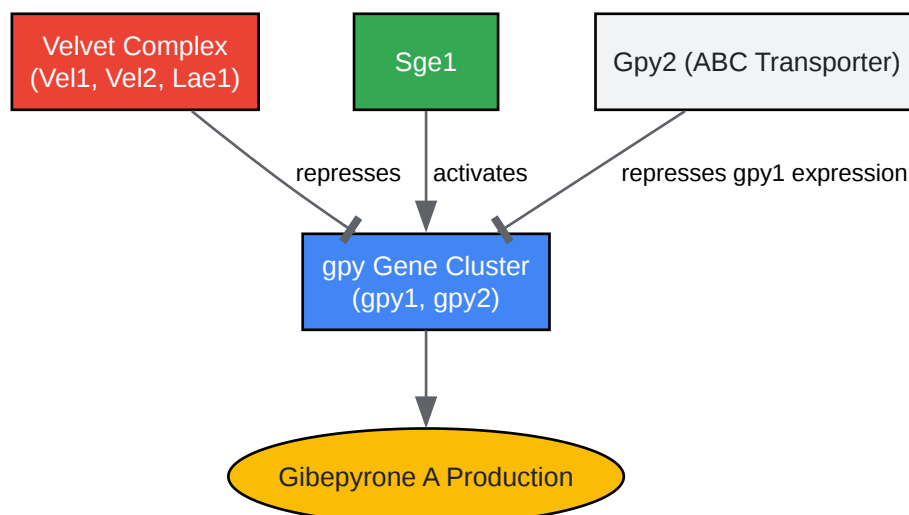 Velvet Complex
(Vel1, Vel2, Lae1)
Sge1
Gpy2 (ABC Transporter)
represses
activates
represses gpy1 expression
gpy Gene Cluster
(gpy1, gpy2)
Gibepyrone A Production